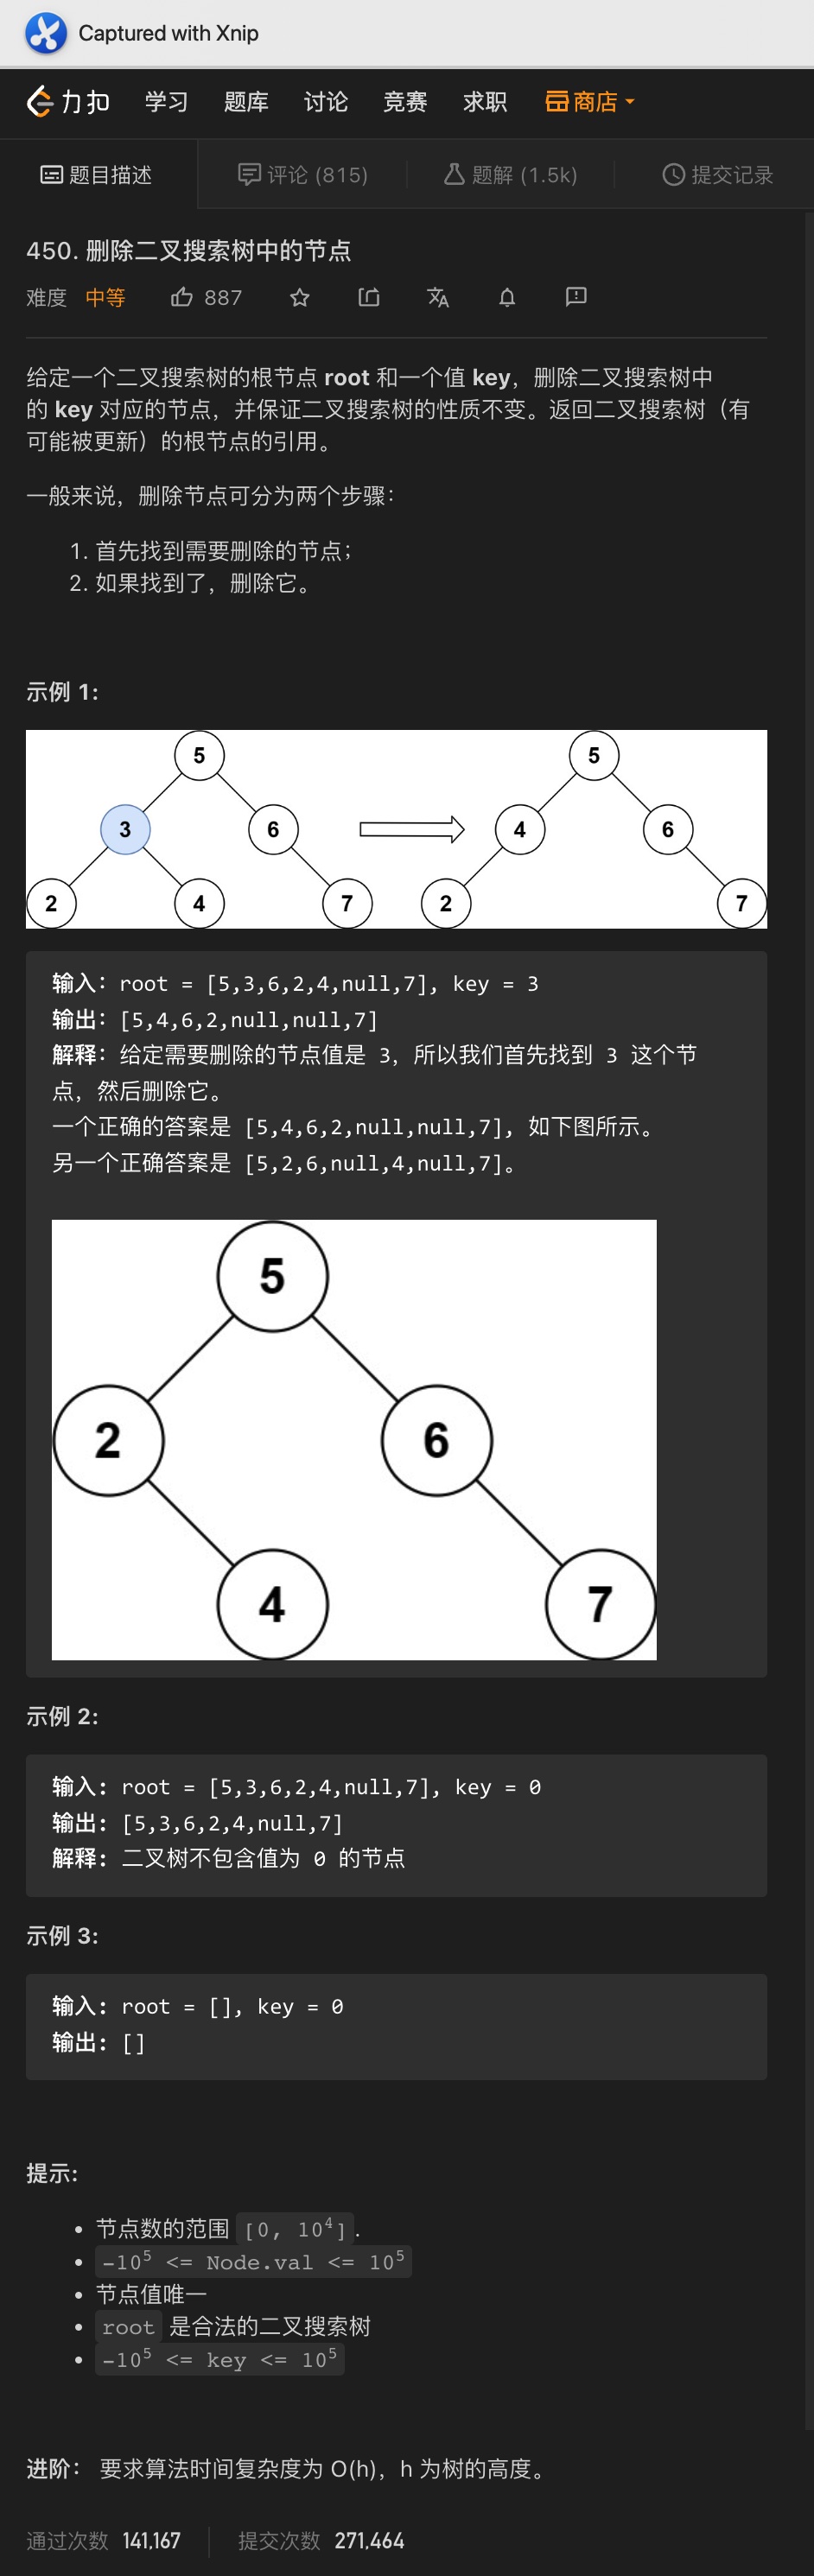 Captured with Xnip
力扣 学习 题库 讨论 竞赛 求职 商店
题目描述 评论 (815) 题解 (1.5k) 提交记录
450. 删除二叉搜索树中的节点
难度 中等 887
给定一个二叉搜索树的根节点 root 和一个值 key，删除二叉搜索树中
的 key 对应的节点，并保证二叉搜索树的性质不变。返回二叉搜索树（有
可能被更新）的根节点的引用。
一般来说，删除节点可分为两个步骤：
1. 首先找到需要删除的节点；
2. 如果找到了，删除它。
示例 1:
5 5
3 6 4 6
2 4 7 2 7
输入：root = [5,3,6,2,4,null,7], key = 3
输出：[5,4,6,2,null,null,7]
解释：给定需要删除的节点值是 3，所以我们首先找到 3 这个节
点，然后删除它。
一个正确的答案是 [5,4,6,2,null,null,7], 如下图所示。
另一个正确答案是 [5,2,6,null,4,null,7]。
5
2 6
4 7
示例 2:
输入: root = [5,3,6,2,4,null,7], key = 0
输出: [5,3,6,2,4,null,7]
解释: 二叉树不包含值为 0 的节点
示例 3:
输入: root = [], key = 0
输出: []
提示:
• 节点数的范围 [0, 10⁴].
• -10⁵ <= Node.val <= 10⁵
• 节点值唯一
• root 是合法的二叉搜索树
• -10⁵ <= key <= 10⁵
进阶： 要求算法时间复杂度为 O(h)，h 为树的高度。
通过次数 141,167 提交次数 271,464